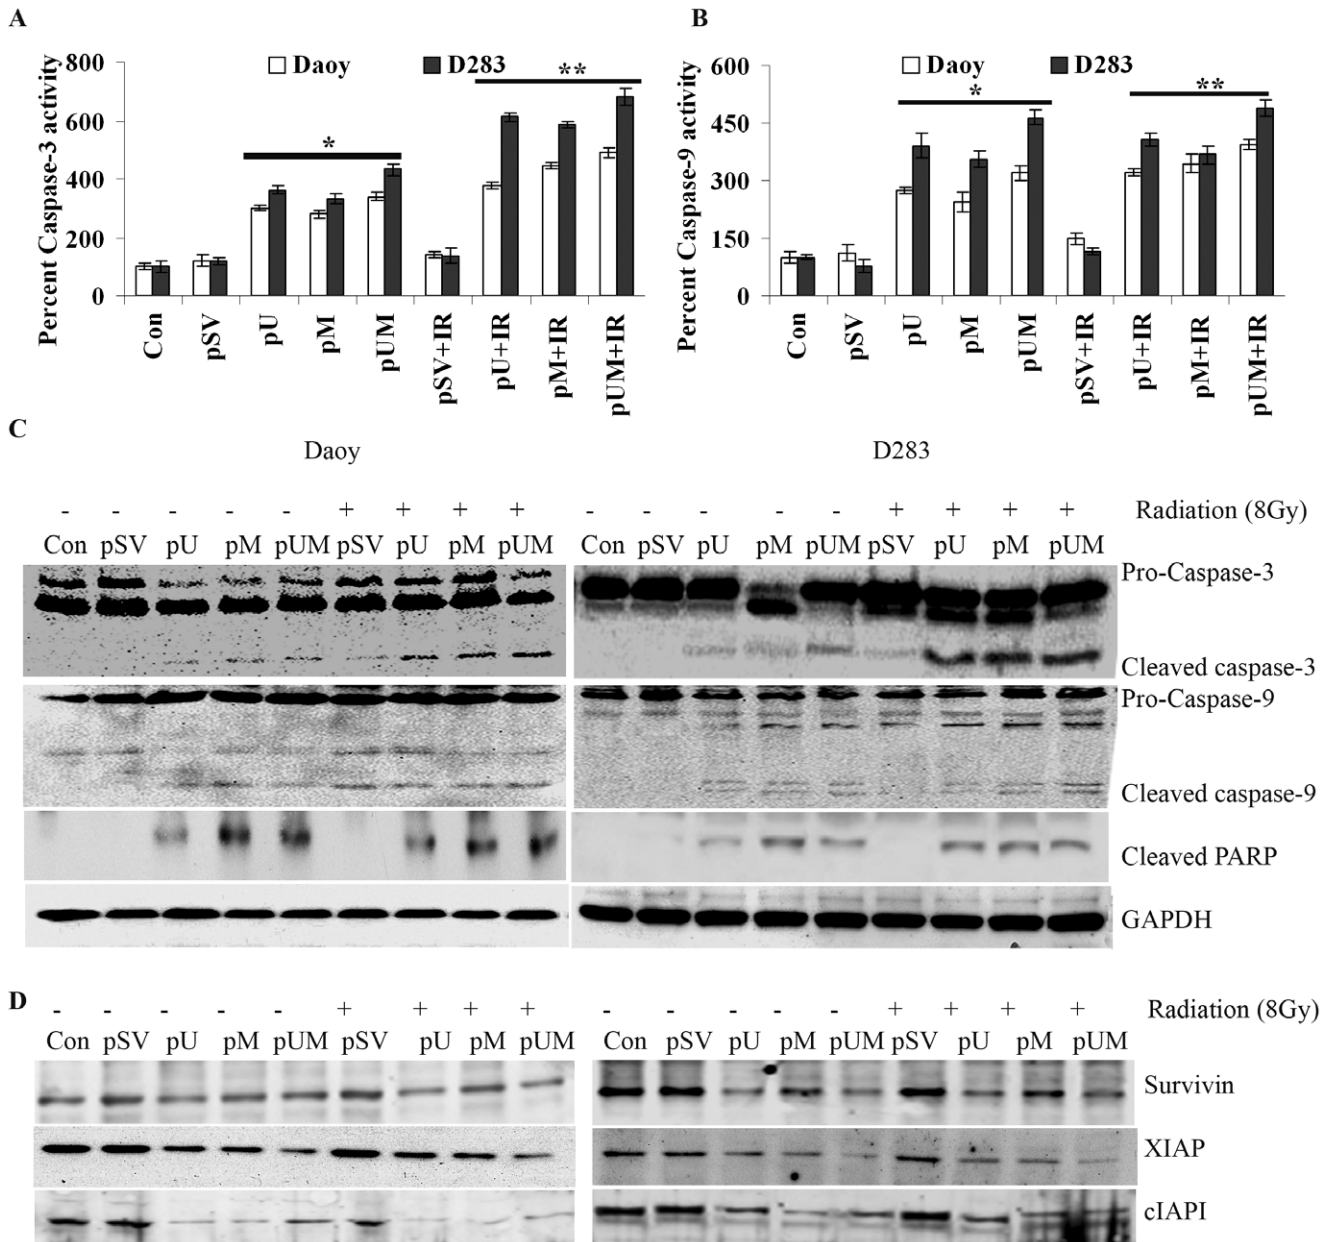 A
B
Percent Caspase-3 activity
800
600
400
200
0
Daoy
D283
*
**
Con
pSV
pU
pM
pUM
pSV+IR
pU+IR
pM+IR
pUM+IR
Percent Caspase-9 activity
600
450
300
150
0
Daoy
D283
*
**
Con
pSV
pU
pM
pUM
pSV+IR
pU+IR
pM+IR
pUM+IR
C
Daoy
D283
- - - - - + + + + - - - - - + + + + Radiation (8Gy)
Con pSV pU pM pUM pSV pU pM pUM Con pSV pU pM pUM pSV pU pM pUM
Pro-Caspase-3
Cleaved caspase-3
Pro-Caspase-9
Cleaved caspase-9
Cleaved PARP
GAPDH
D
- - - - - + + + + - - - - - + + + + Radiation (8Gy)
Con pSV pU pM pUM pSV pU pM pUM Con pSV pU pM pUM pSV pU pM pUM
Survivin
XIAP
cIAPI